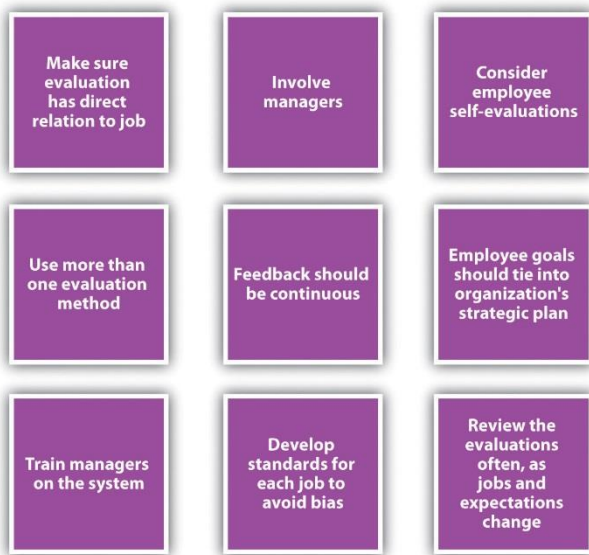 Make sure
evaluation
has direct
relation to job
Involve
managers
Consider
employee
self-evaluations
Use more than
one evaluation
method
Feedback should
be continuous
Employee goals
should tie into
organization's
strategic plan
Train managers
on the system
Develop
standards for
each job to
avoid bias
Review the
evaluations
often, as
jobs and
expectations
change